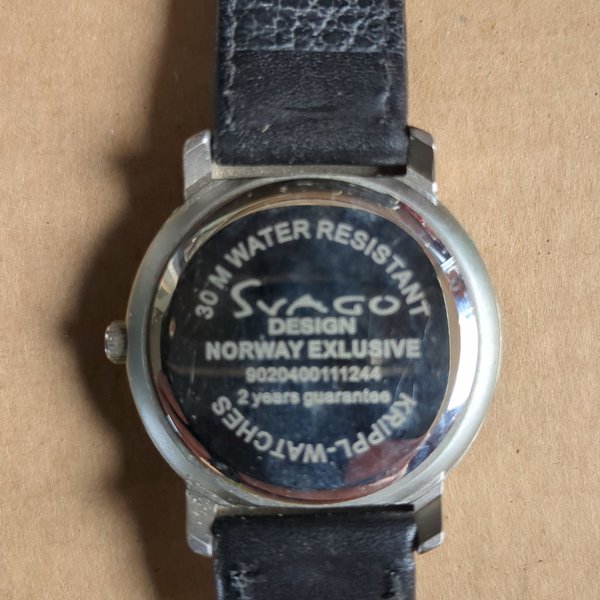 30 M WATER RESISTANT
SVAGO
DESIGN
NORWAY EXLUSIVE
9020400111244
2 years guarantee
KRIPPL-WATCHES